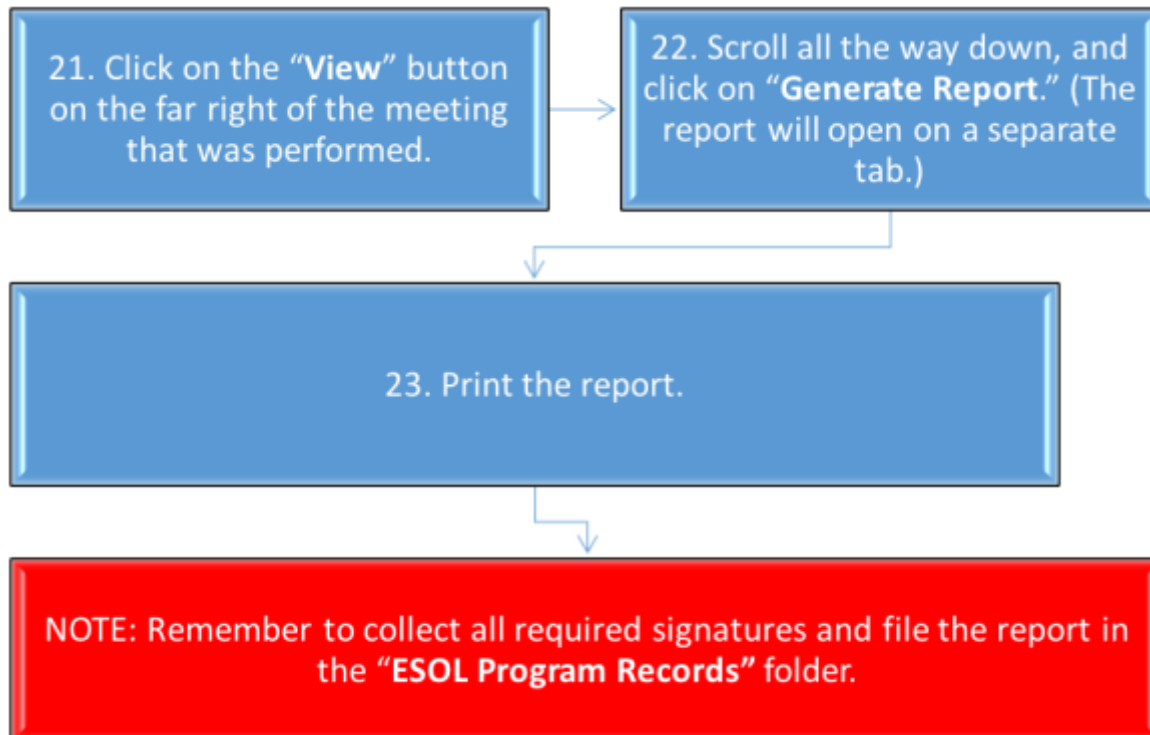 21. Click on the “View” button
on the far right of the meeting
that was performed.
22. Scroll all the way down, and
click on “Generate Report.” (The
report will open on a separate
tab.)
23. Print the report.
NOTE: Remember to collect all required signatures and file the report in
the “ESOL Program Records” folder.